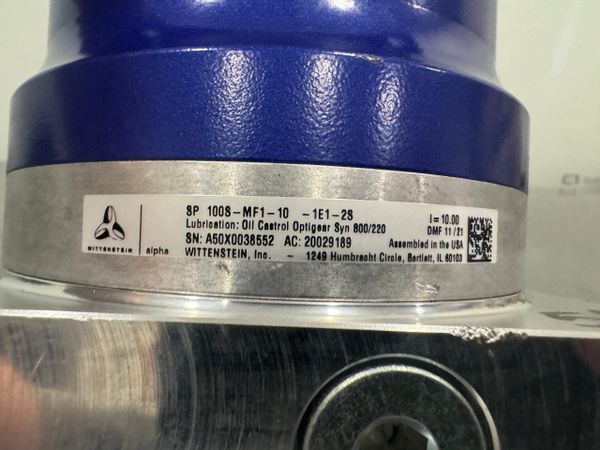 SP 100S-MF1-10 -1E1-2S
Lubrication: Oil Castrol Optigear Syn 800/220
SN: A50X0038552 AC: 20029189
WITTENSTEIN, Inc. - 1249 Humbracht Circle, Bartlett, IL 60103
i=10.00
DMF 11/21
Assembled in the USA
WITTENSTEIN
alpha